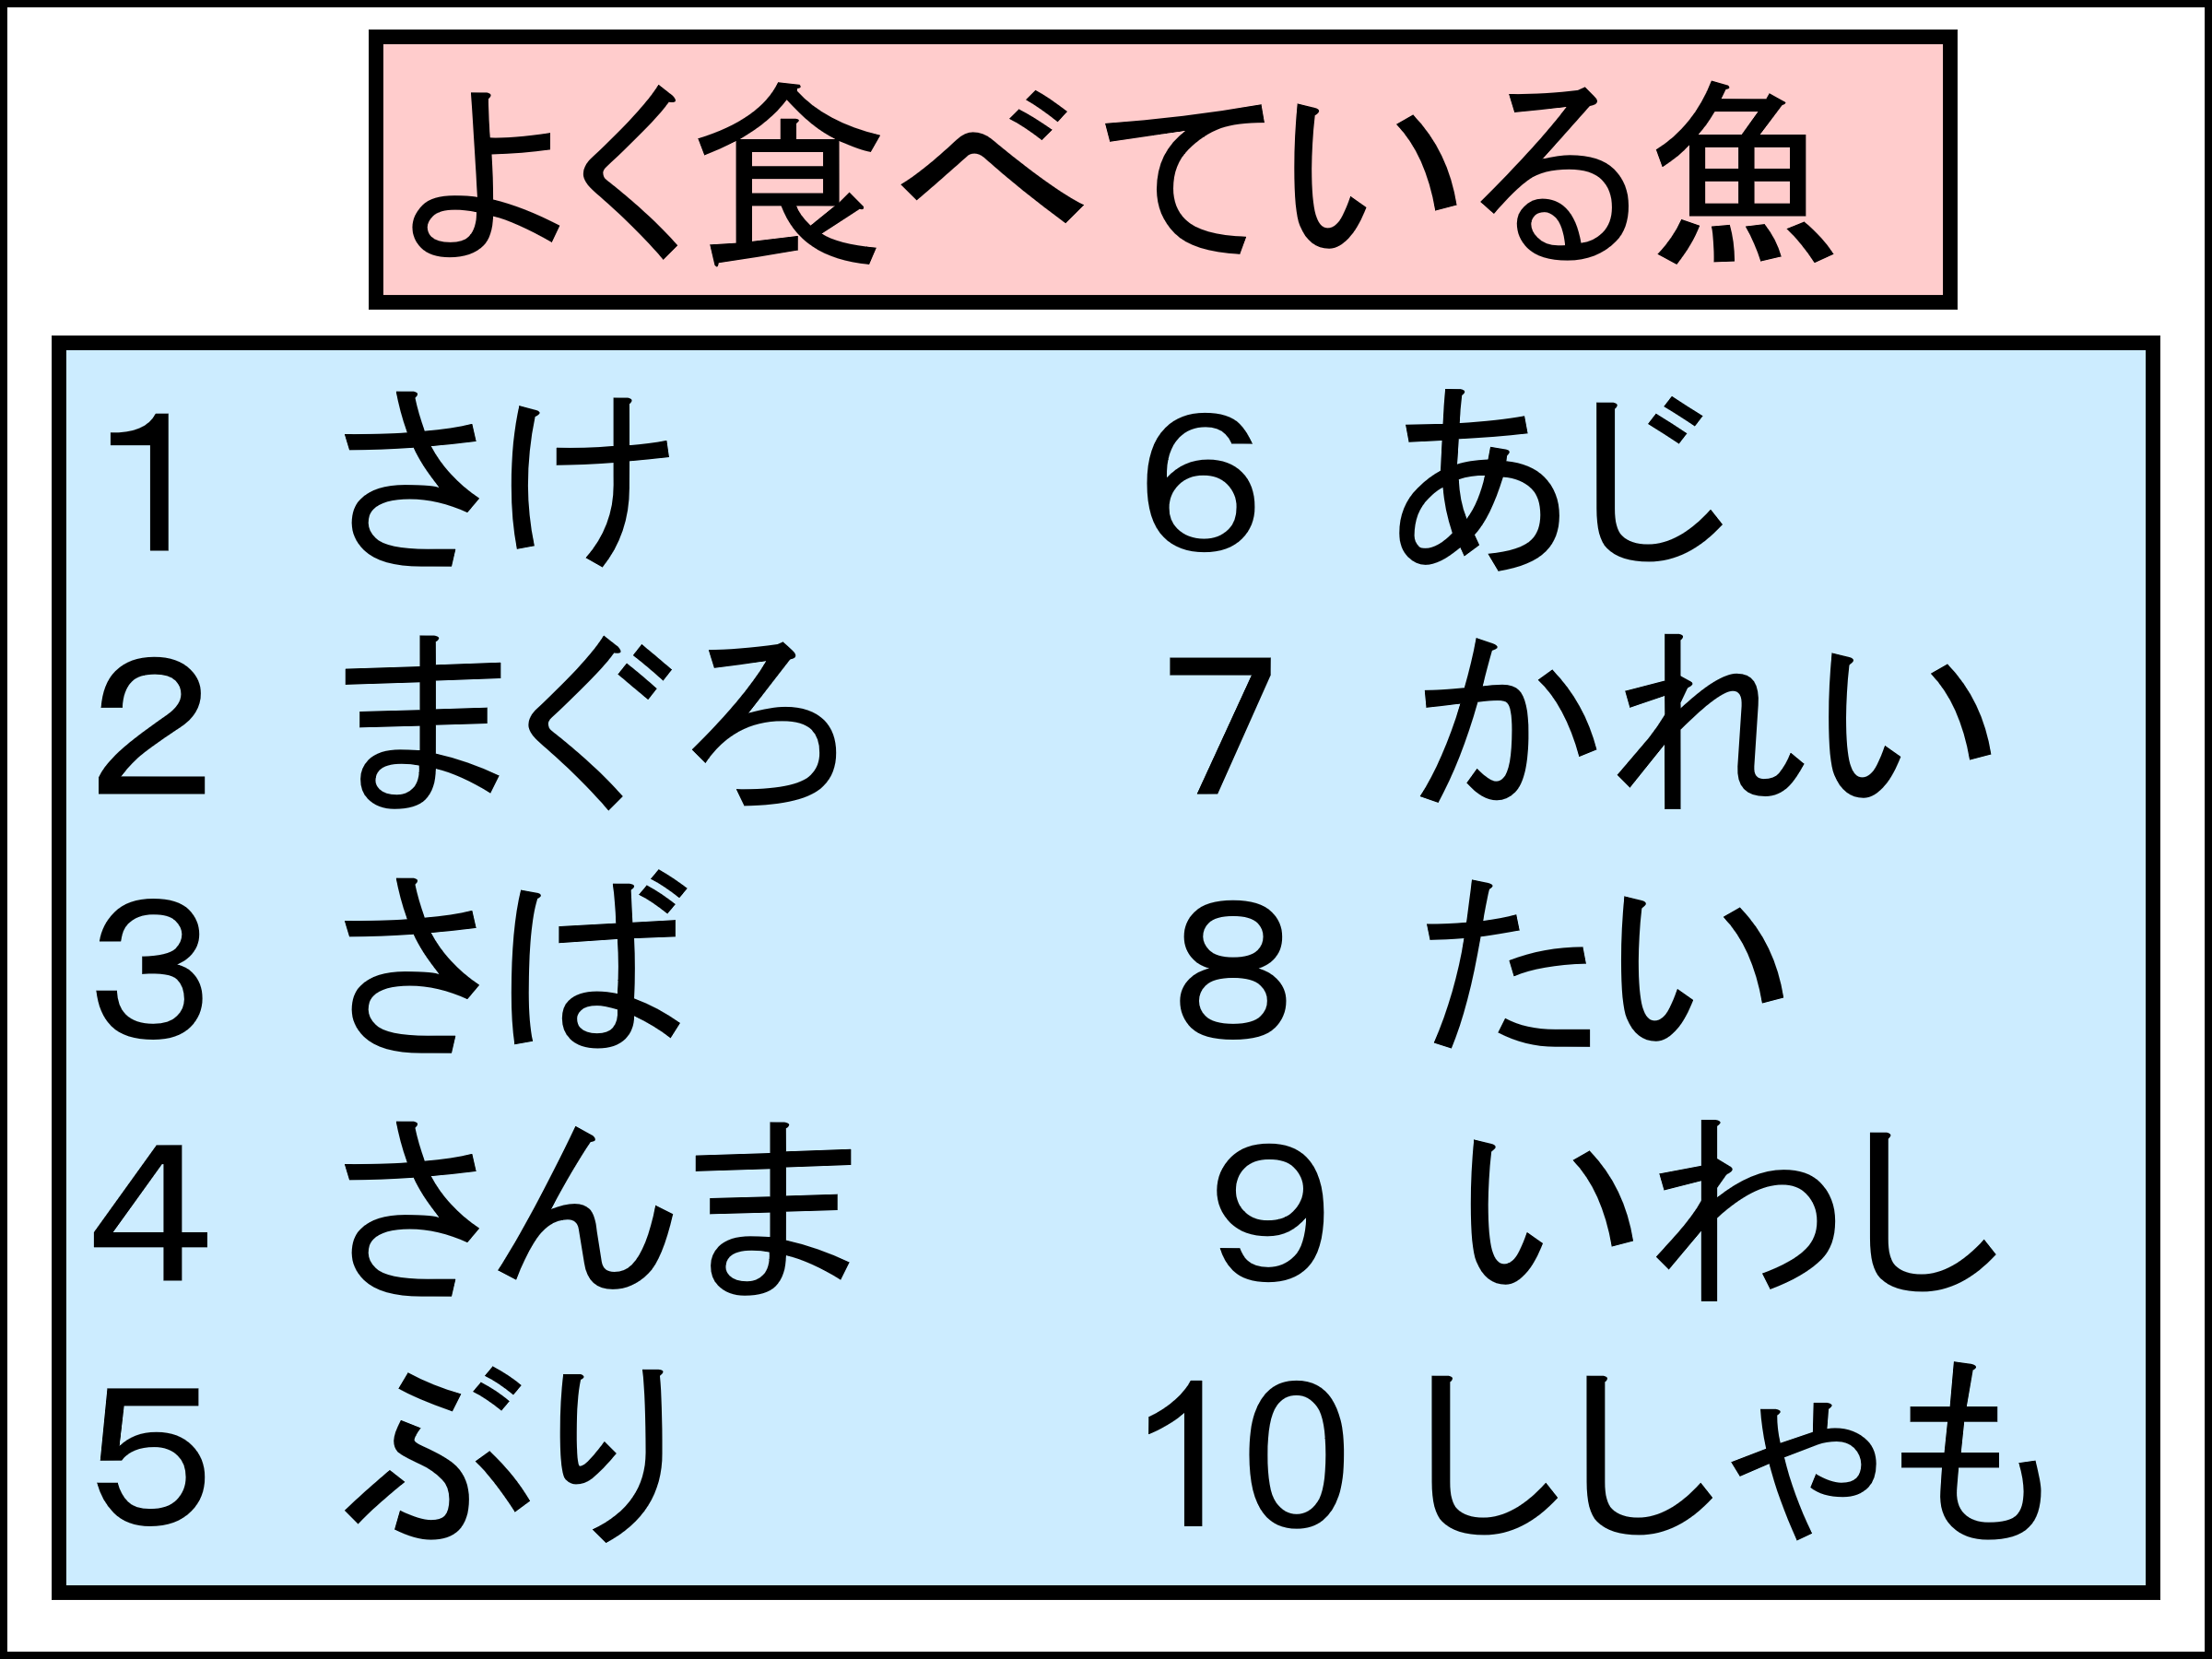 よく食べている魚
1 さけ
2 まぐろ
3 さば
4 さんま
5 ぶり
6 あじ
7 かれい
8 たい
9 いわし
10 ししゃも